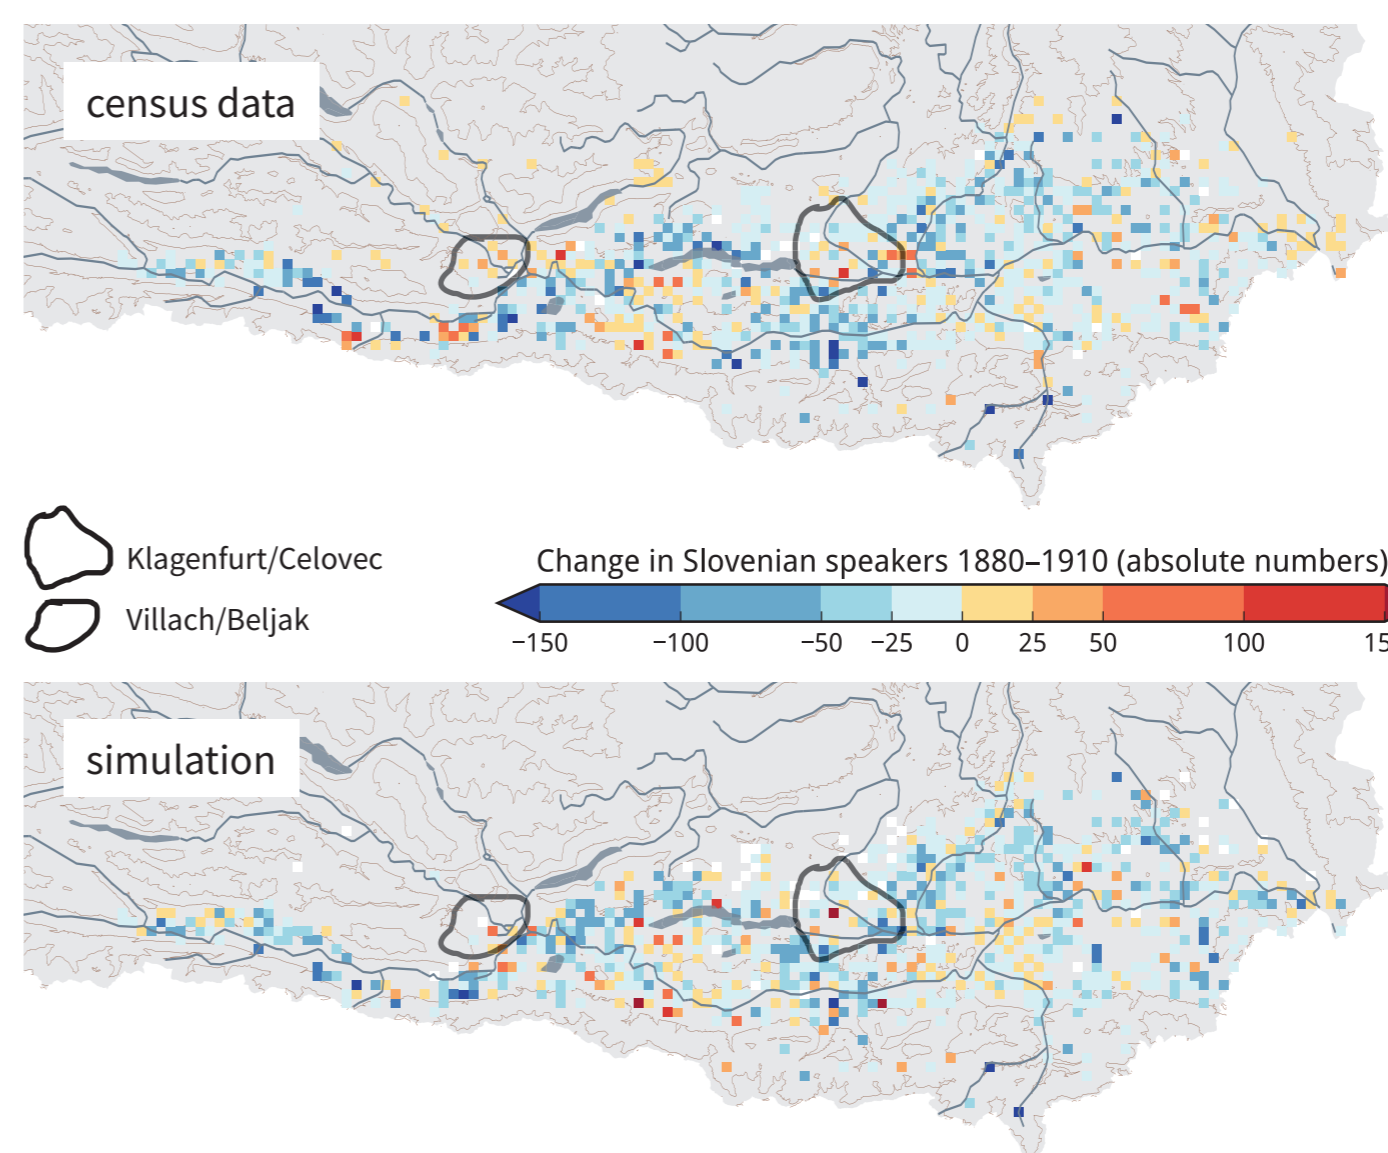 census data
Klagenfurt/Celovec
Villach/Beljak
Change in Slovenian speakers 1880–1910 (absolute numbers)
−150 −100 −50 −25 0 25 50 100 15
simulation